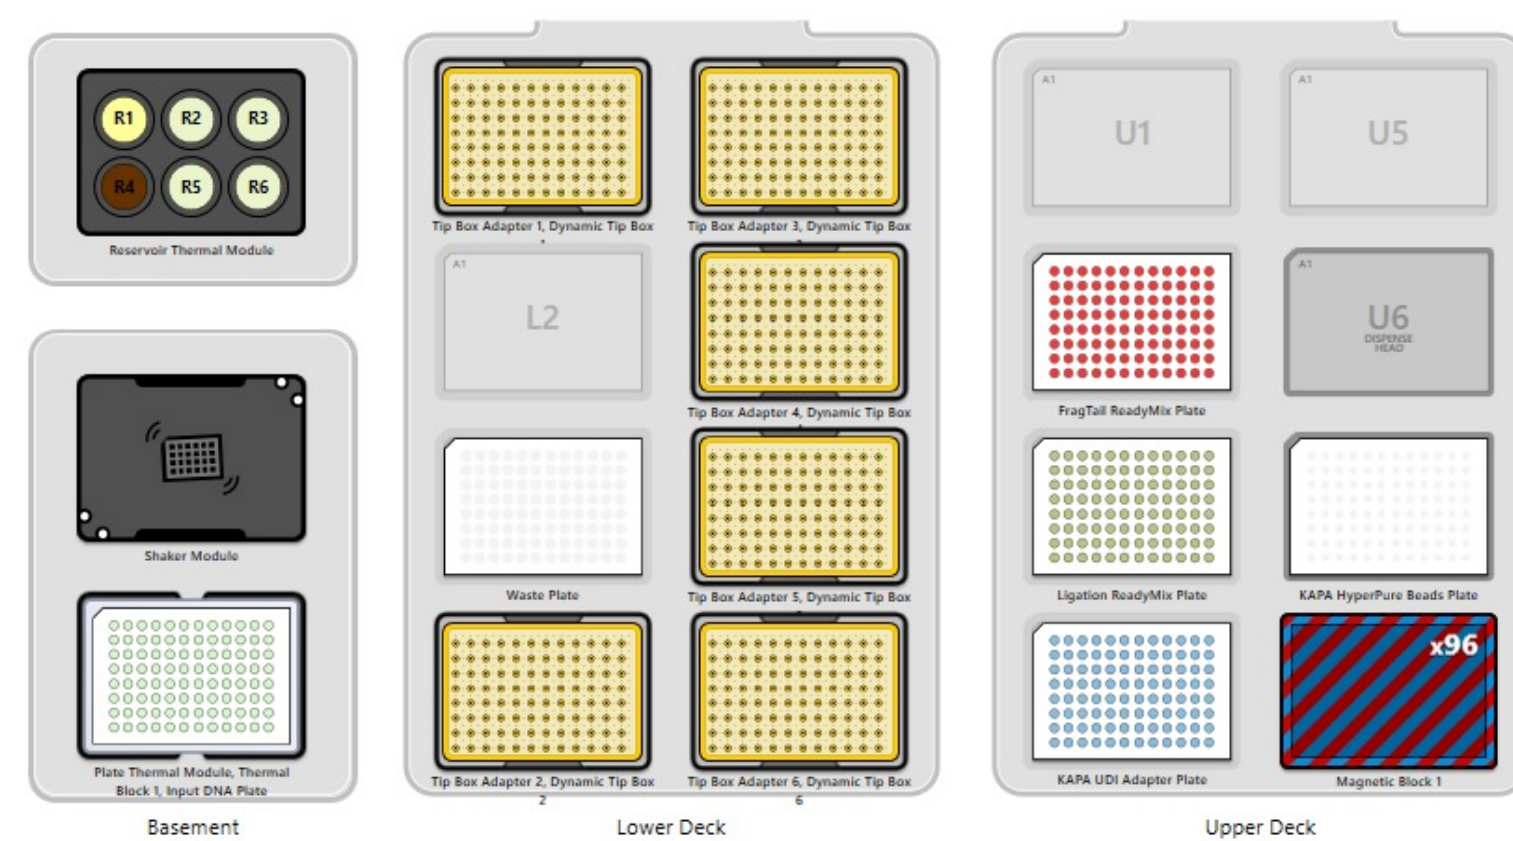 R1 R2 R3
R4 R5 R6
Reservoir Thermal Module
Shaker Module
Plate Thermal Module, Thermal
Block 1, Input DNA Plate
Basement
Tip Box Adapter 1, Dynamic Tip Box
Tip Box Adapter 3, Dynamic Tip Box
A1
L2
Tip Box Adapter 4, Dynamic Tip Box
Waste Plate
Tip Box Adapter 5, Dynamic Tip Box
Tip Box Adapter 2, Dynamic Tip Box
2
Tip Box Adapter 6, Dynamic Tip Box
6
Lower Deck
A1
U1
A1
U5
FragTail ReadyMix Plate
A1
U6
DISPENSE
HEAD
Ligation ReadyMix Plate
KAPA HyperPure Beads Plate
KAPA UDI Adapter Plate
x96
Magnetic Block 1
Upper Deck